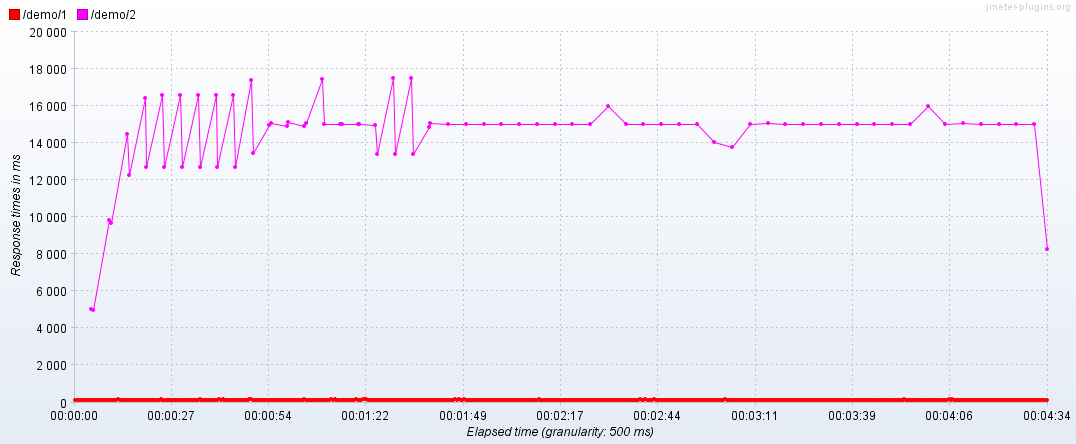 jmeter-plugins.org
/demo/1 /demo/2
20 000
18 000
16 000
14 000
12 000
10 000
8 000
6 000
4 000
2 000
0
Response times in ms
00:00:00 00:00:27 00:00:54 00:01:22 00:01:49 00:02:17 00:02:44 00:03:11 00:03:39 00:04:06 00:04:34
Elapsed time (granularity: 500 ms)